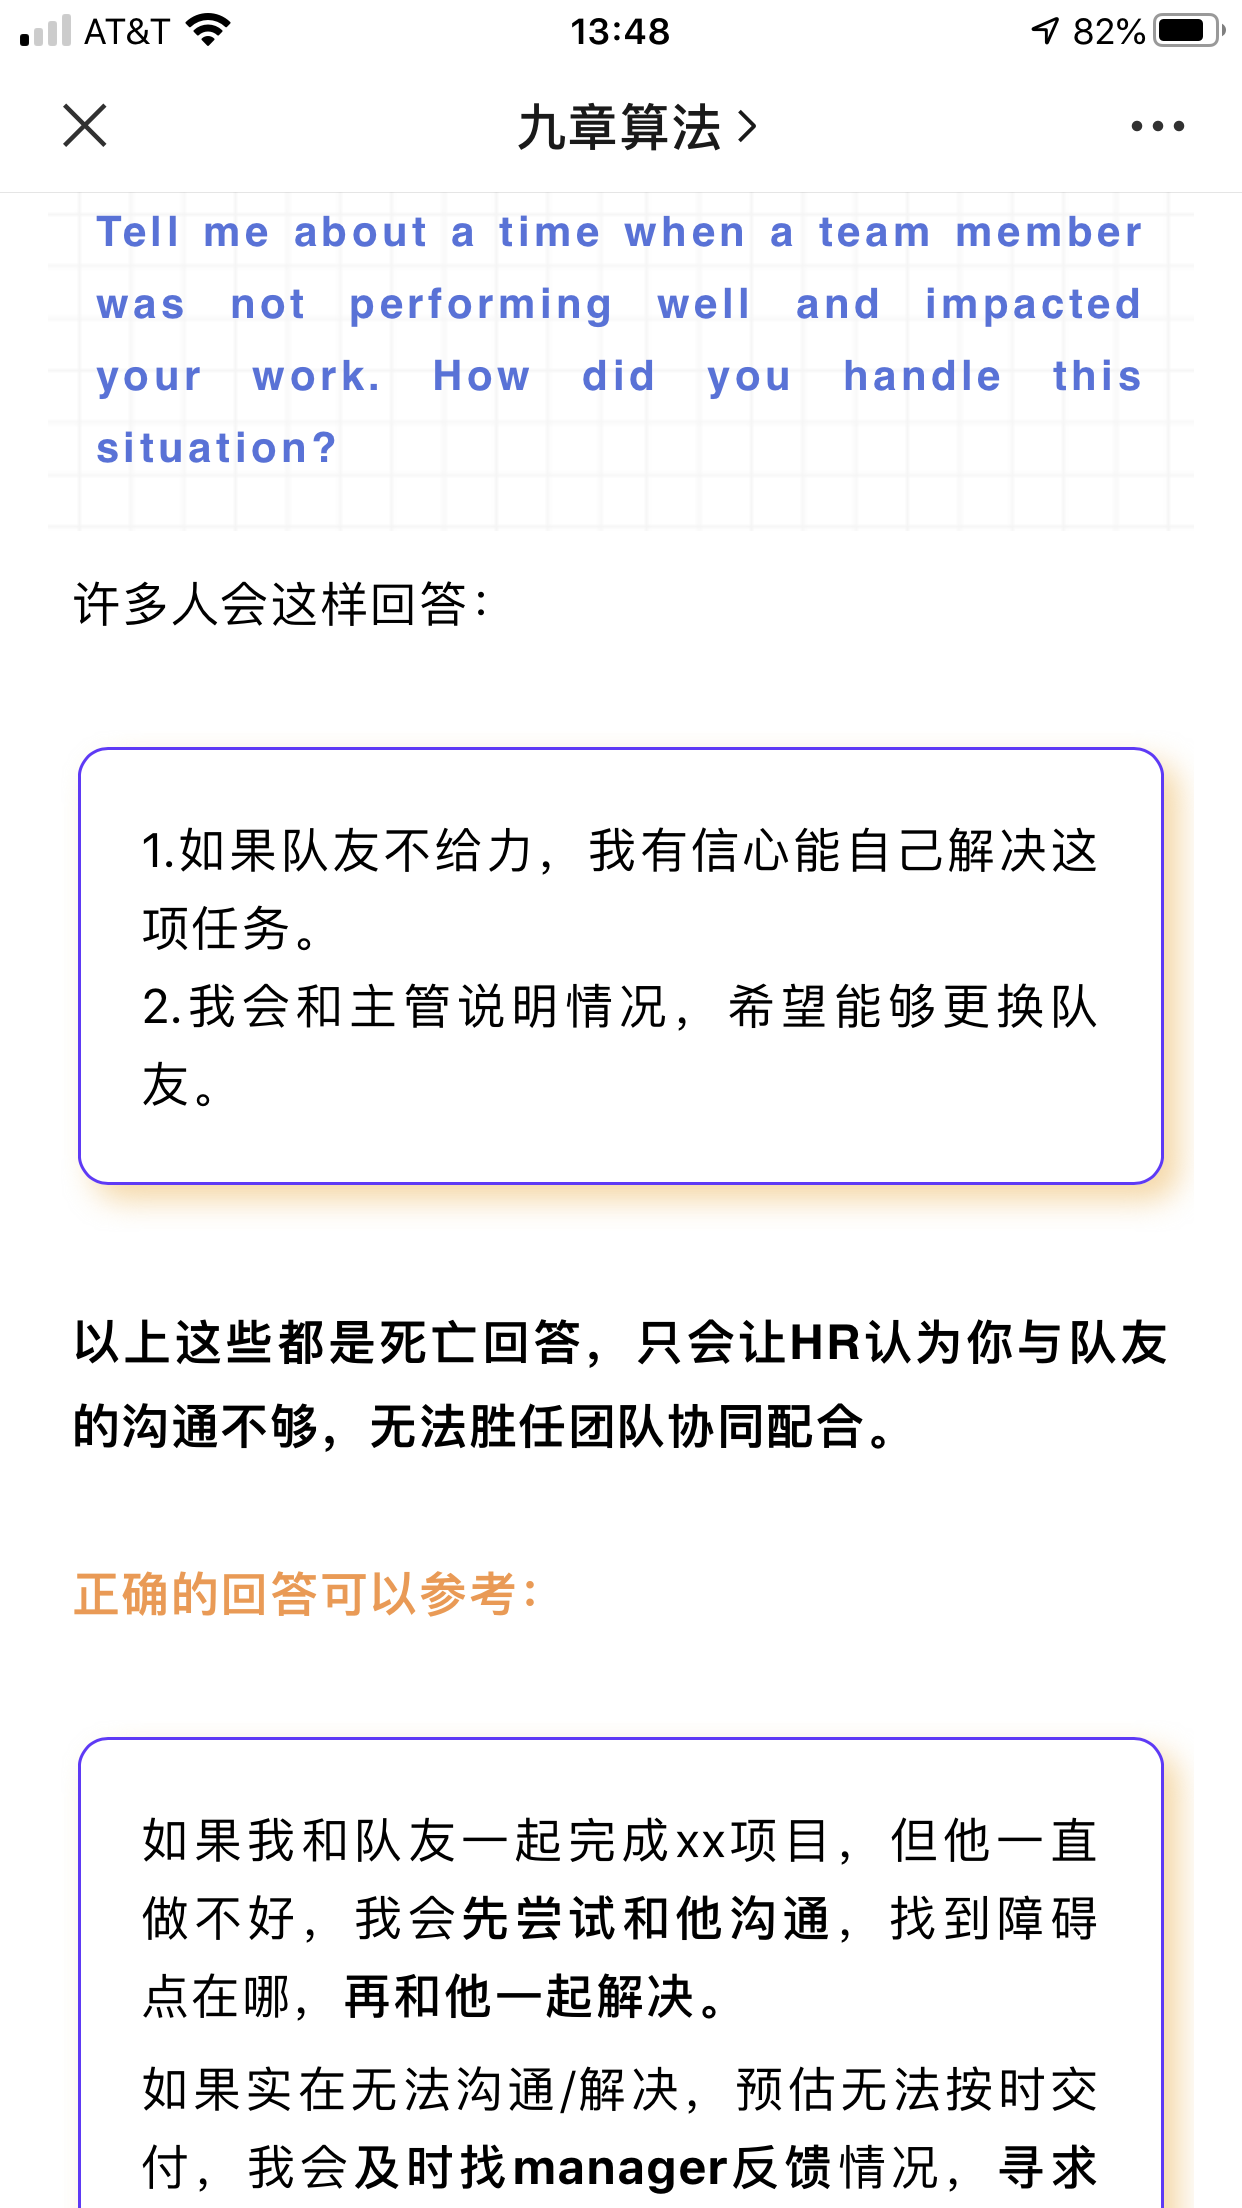 AT&T 13:48 82%
九章算法
Tell me about a time when a team member
was not performing well and impacted
your work. How did you handle this
situation?
许多人会这样回答：
1.如果队友不给力，我有信心能自己解决这
项任务。
2.我会和主管说明情况，希望能够更换队
友。
以上这些都是死亡回答，只会让HR认为你与队友
的沟通不够，无法胜任团队协同配合。
正确的回答可以参考：
如果我和队友一起完成xx项目，但他一直
做不好，我会先尝试和他沟通，找到障碍
点在哪，再和他一起解决。
如果实在无法沟通/解决，预估无法按时交
付，我会及时找manager反馈情况，寻求